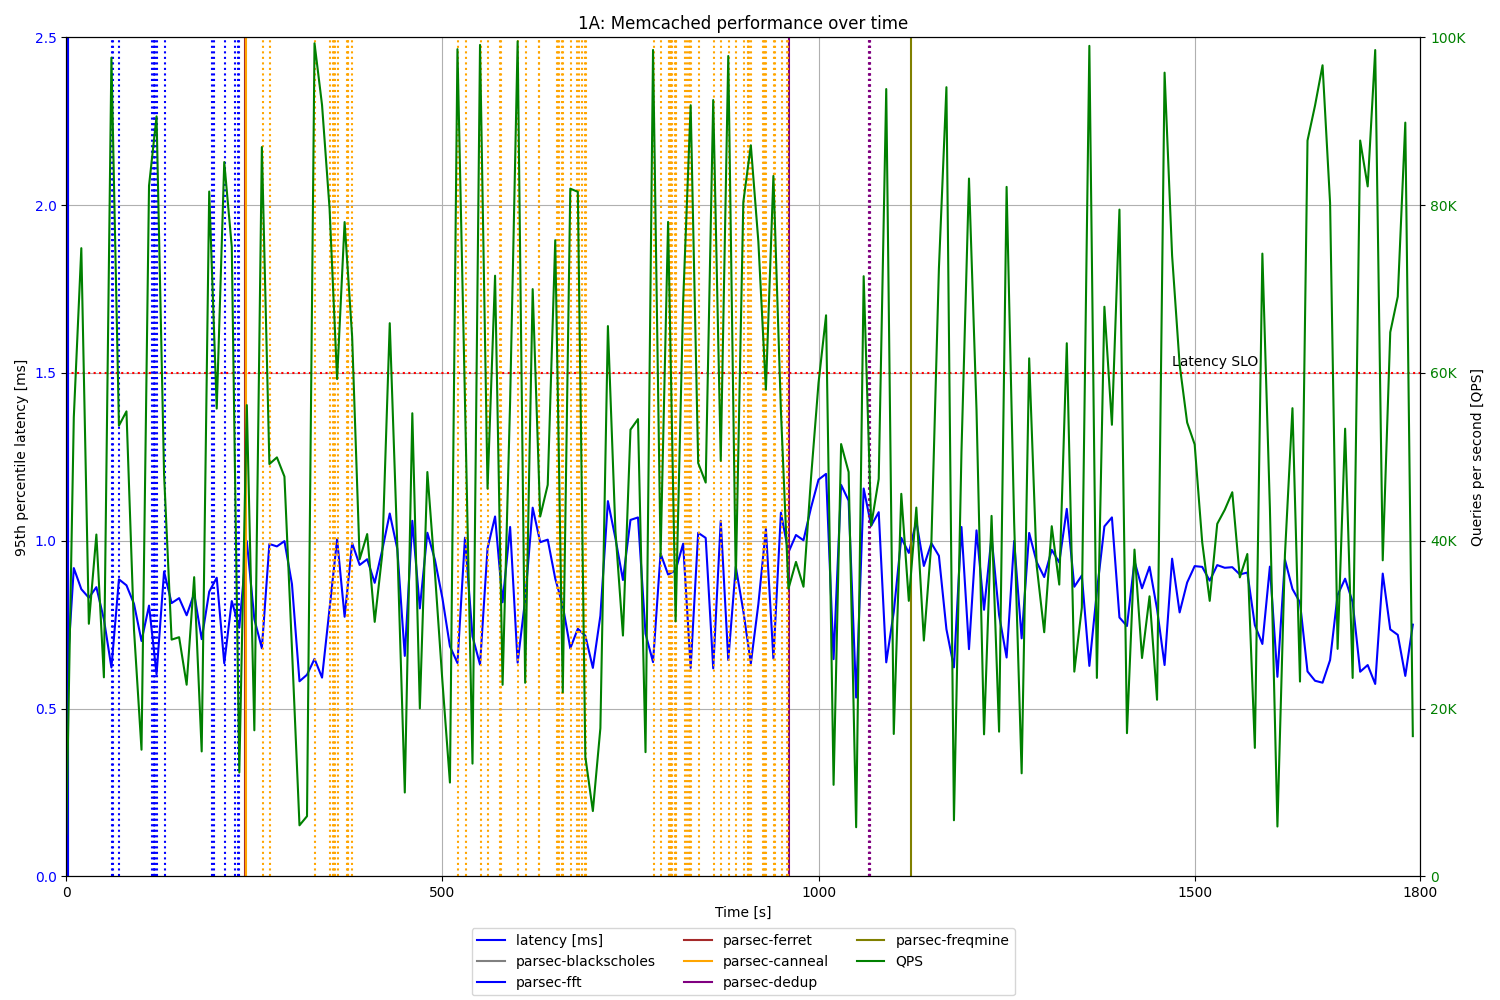 1A: Memcached performance over time
2.5
2.0
1.5
1.0
0.5
0.0
95th percentile latency [ms]
100K
80K
60K
40K
20K
0
Queries per second [QPS]
Latency SLO
0
500
1000
1500
1800
Time [s]
latency [ms]
parsec-blackscholes
parsec-fft
parsec-ferret
parsec-canneal
parsec-dedup
parsec-freqmine
QPS